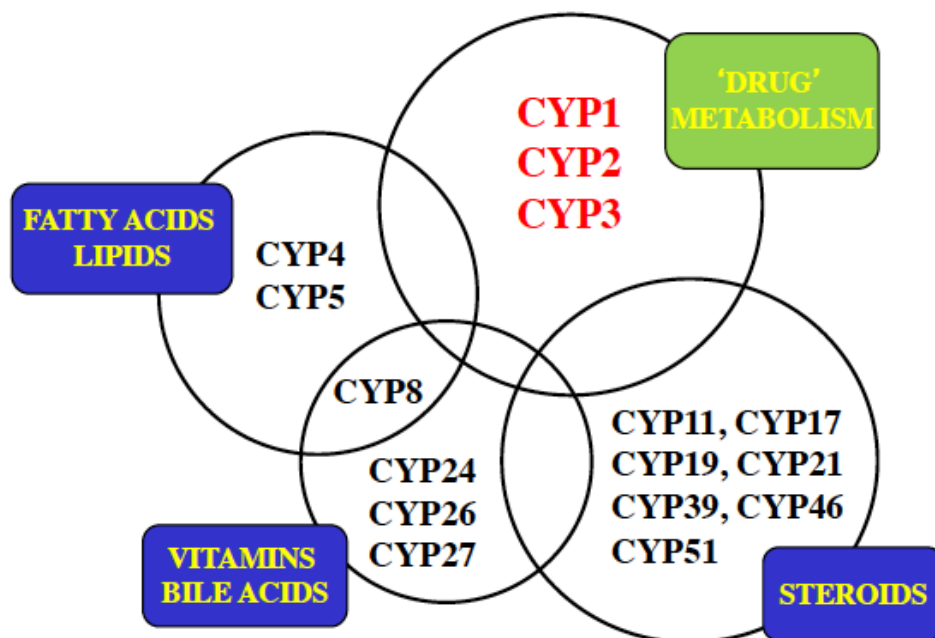 ‘DRUG’
METABOLISM
CYP1
CYP2
CYP3
FATTY ACIDS
LIPIDS
CYP4
CYP5
CYP8
CYP24
CYP26
CYP27
VITAMINS
BILE ACIDS
CYP11, CYP17
CYP19, CYP21
CYP39, CYP46
CYP51
STEROIDS